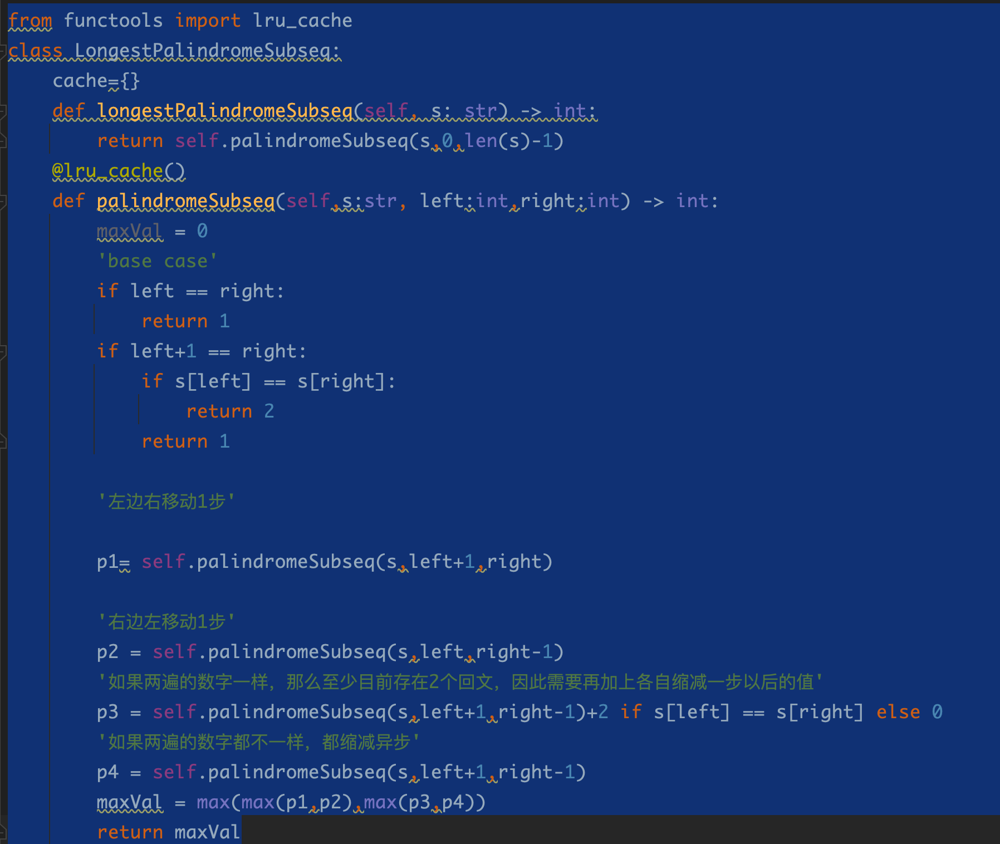 from functools import lru_cache
class LongestPalindromeSubseq:
    cache={}
    def longestPalindromeSubseq(self, s: str) -> int:
        return self.palindromeSubseq(s,0,len(s)-1)
    @lru_cache()
    def palindromeSubseq(self,s:str, left:int,right:int) -> int:
        maxVal = 0
        'base case'
        if left == right:
            return 1
        if left+1 == right:
            if s[left] == s[right]:
                return 2
            return 1
        '左边右移动1步'
        p1= self.palindromeSubseq(s,left+1,right)
        '右边左移动1步'
        p2 = self.palindromeSubseq(s,left,right-1)
        '如果两遍的数字一样，那么至少目前存在2个回文，因此需要再加上各自缩减一步以后的值'
        p3 = self.palindromeSubseq(s,left+1,right-1)+2 if s[left] == s[right] else 0
        '如果两遍的数字都不一样，都缩减异步'
        p4 = self.palindromeSubseq(s,left+1,right-1)
        maxVal = max(max(p1,p2),max(p3,p4))
        return maxVal